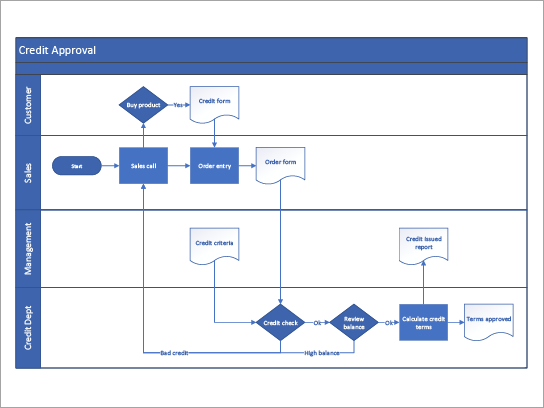 Credit Approval
Customer
Buy product
Yes
Credit form
Sales
Start
Sales call
Order entry
Order form
Management
Credit criteria
Credit issued
report
Credit Dept
Credit check
Ok
Review
balance
Ok
Calculate credit
terms
Terms approved
Bad credit
High balance